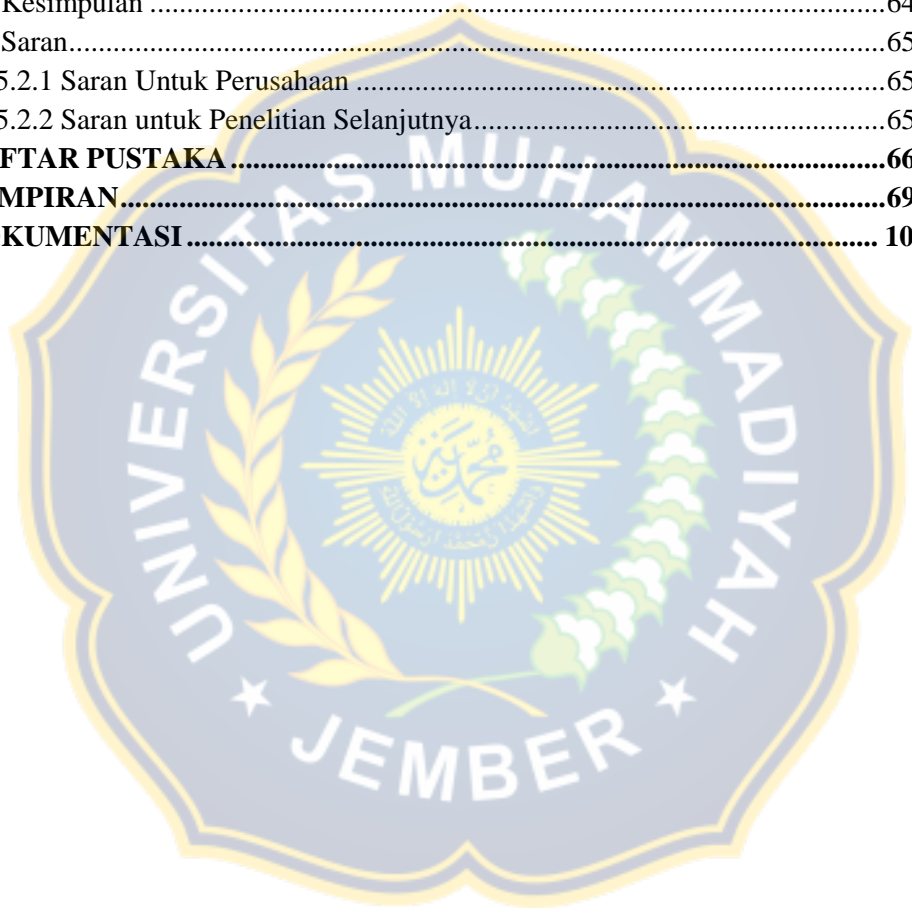 Kesimpulan ....................................................................................................64
Saran................................................................................................................65
5.2.1 Saran Untuk Perusahaan ........................................................................65
5.2.2 Saran untuk Penelitian Selanjutnya........................................................65
FTAR PUSTAKA..............................................................................................66
MPIRAN............................................................................................................69
KUMENTASI.................................................................................................... 10
UNIVERSITAS MUHAMMADIYAH
★ JEMBER ★
محمد